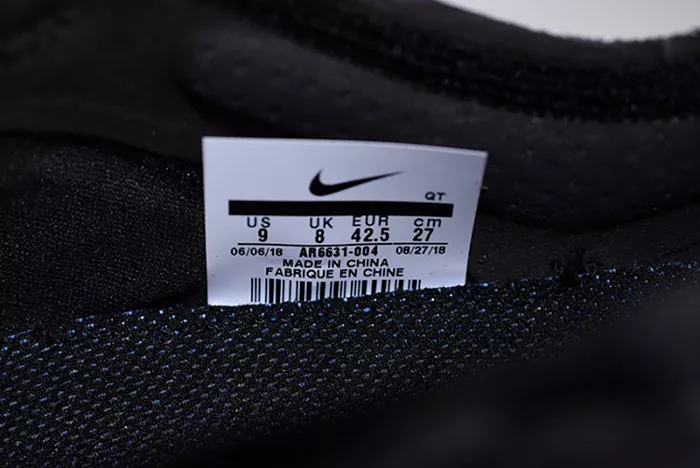 QT
US UK EUR cm
9 8 42.5 27
06/06/18 AR6631-004 08/27/18
MADE IN CHINA
FABRIQUE EN CHINE